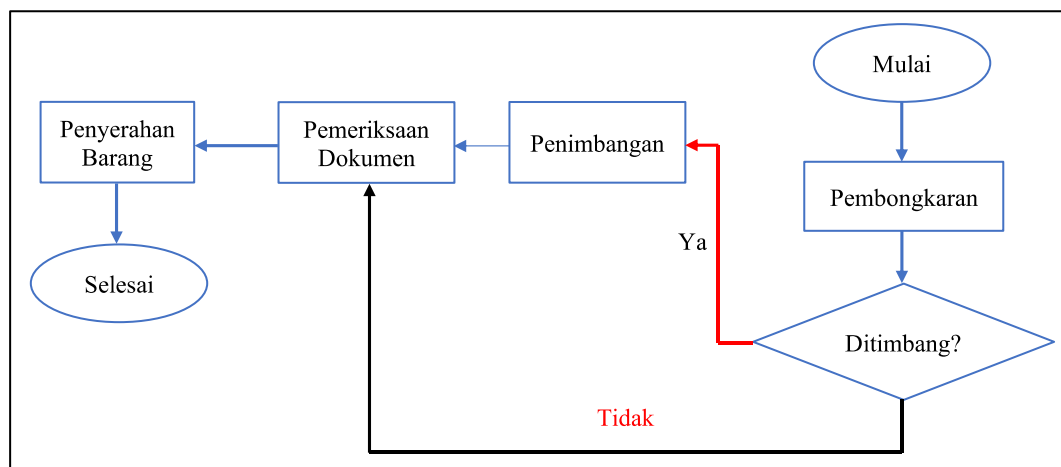 Mulai
Pembongkaran
Ditimbang?
Ya
Penimbangan
Tidak
Pemeriksaan
Dokumen
Penyerahan
Barang
Selesai